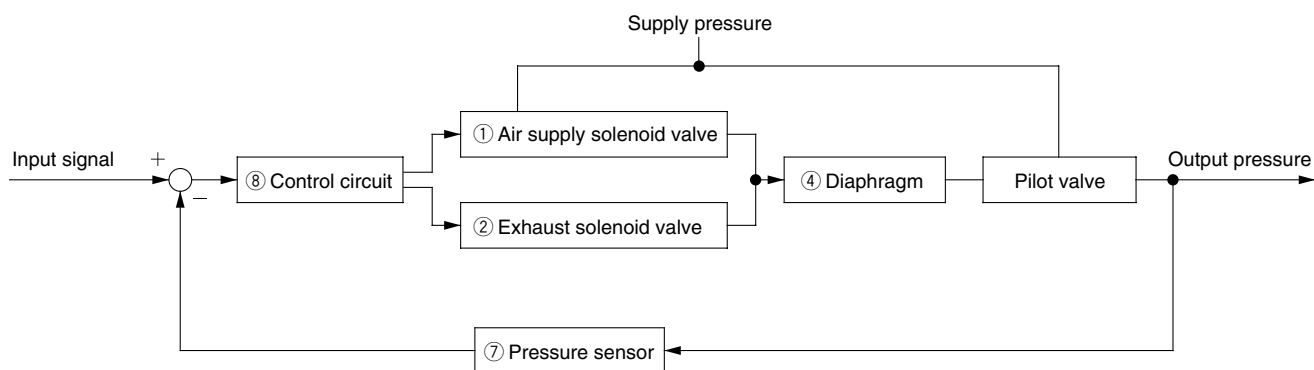 Supply pressure
① Air supply solenoid valve
Input signal
+
−
⑧ Control circuit
④ Diaphragm
Pilot valve
Output pressure
② Exhaust solenoid valve
⑦ Pressure sensor